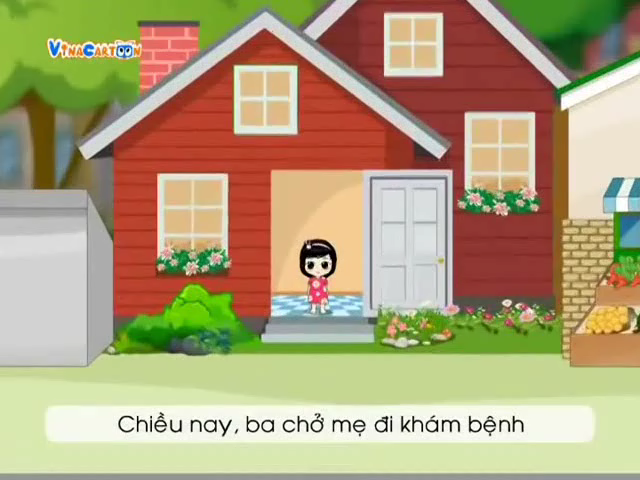 VINACARTOON
Chiều nay, ba chở mẹ đi khám bệnh